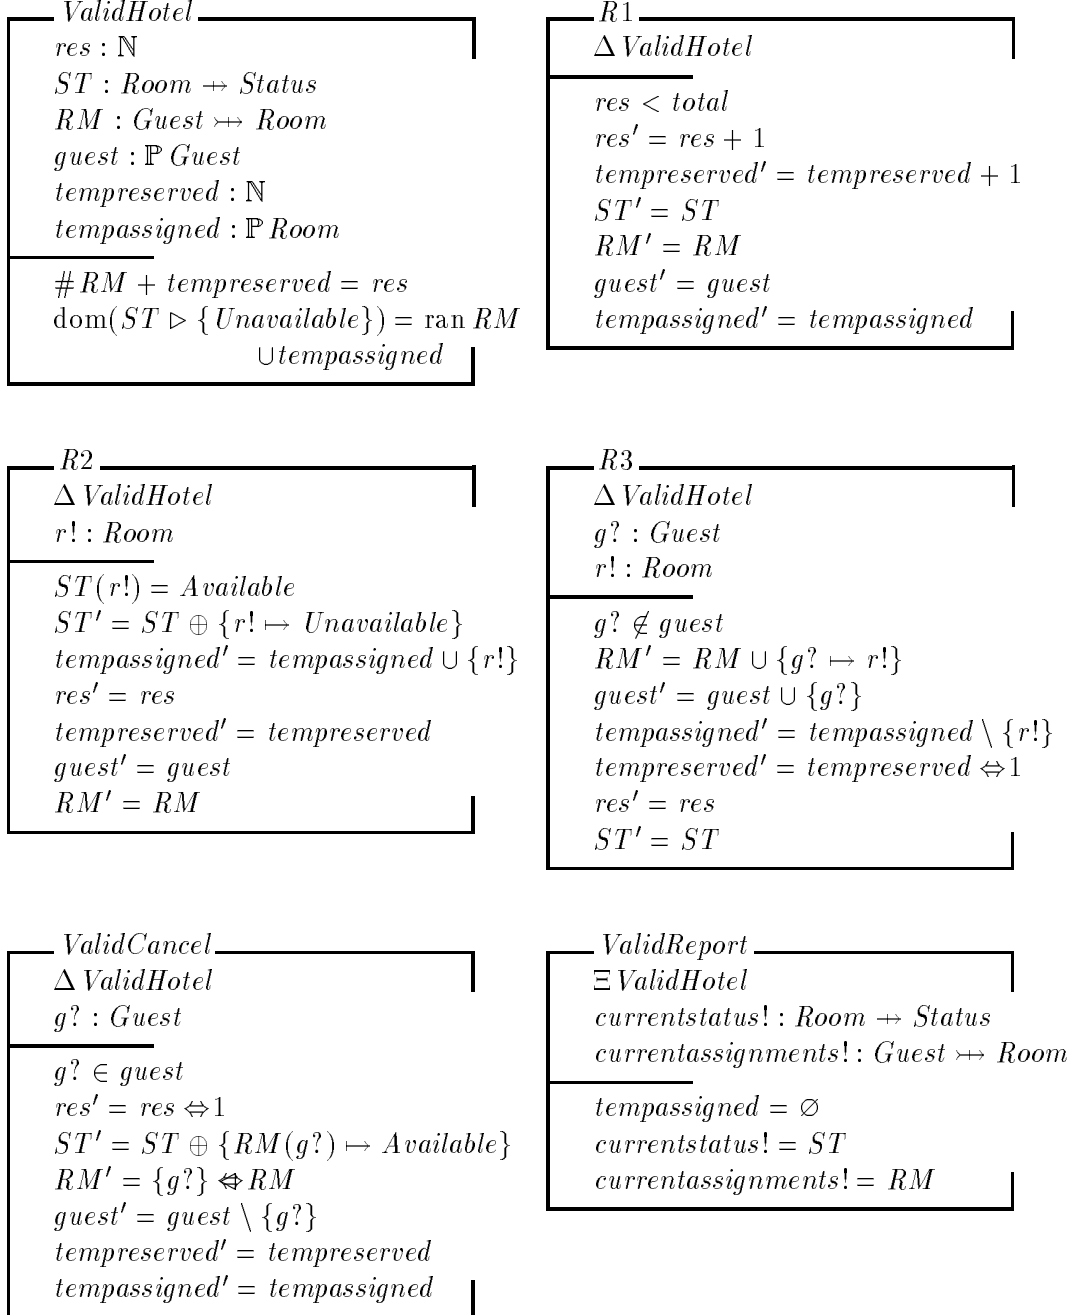 ValidHotel
res : ℕ
ST : Room ⇸ Status
RM : Guest ⤔ Room
guest : ℙ Guest
tempreserved : ℕ
tempassigned : ℙ Room
#RM + tempreserved = res
dom(ST ▷ {Unavailable}) = ran RM
∪ tempassigned
R1
Δ ValidHotel
res < total
res′ = res + 1
tempreserved′ = tempreserved + 1
ST′ = ST
RM′ = RM
guest′ = guest
tempassigned′ = tempassigned
R2
Δ ValidHotel
r! : Room
ST(r!) = Available
ST′ = ST ⊕ {r! ↦ Unavailable}
tempassigned′ = tempassigned ∪ {r!}
res′ = res
tempreserved′ = tempreserved
guest′ = guest
RM′ = RM
R3
Δ ValidHotel
g? : Guest
r! : Room
g? ∉ guest
RM′ = RM ∪ {g? ↦ r!}
guest′ = guest ∪ {g?}
tempassigned′ = tempassigned \ {r!}
tempreserved′ = tempreserved ⇔ 1
res′ = res
ST′ = ST
ValidCancel
Δ ValidHotel
g? : Guest
g? ∈ guest
res′ = res ⇔ 1
ST′ = ST ⊕ {RM(g?) ↦ Available}
RM′ = {g?} ⩤ RM
guest′ = guest \ {g?}
tempreserved′ = tempreserved
tempassigned′ = tempassigned
ValidReport
Ξ ValidHotel
currentstatus! : Room ⇸ Status
currentassignments! : Guest ⤔ Room
tempassigned = ∅
currentstatus! = ST
currentassignments! = RM